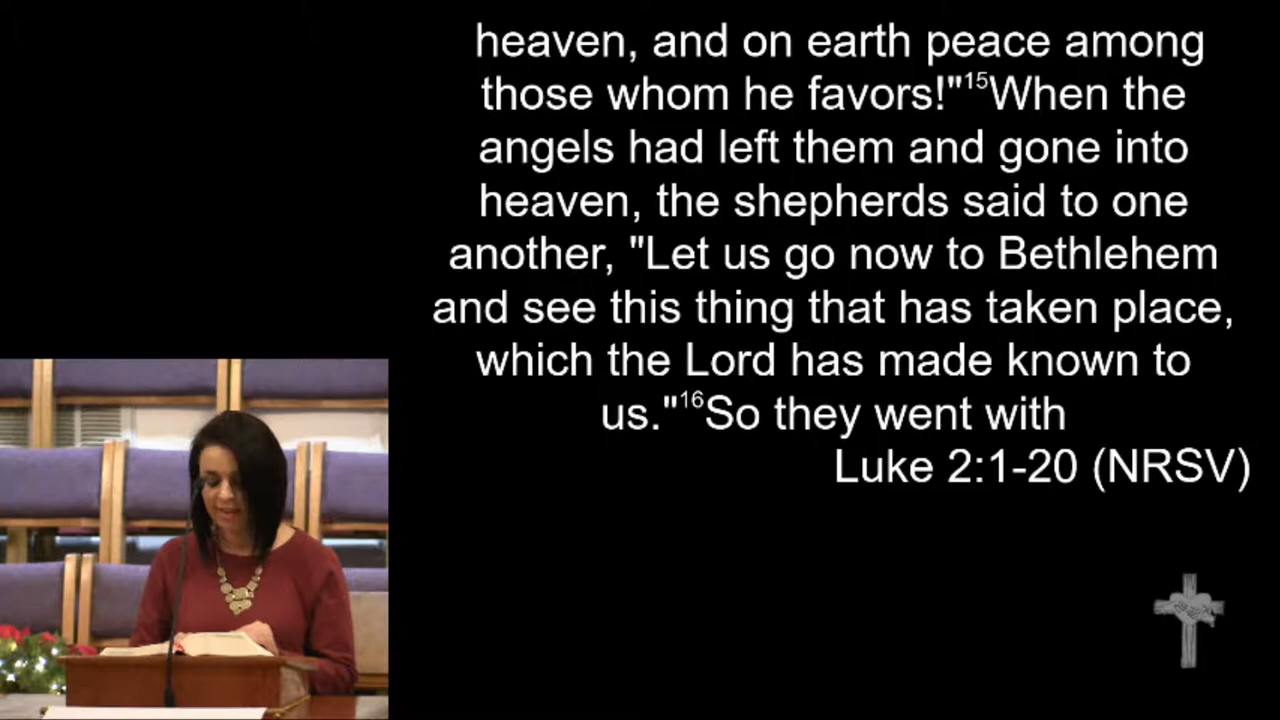 heaven, and on earth peace among
those whom he favors!"15When the
angels had left them and gone into
heaven, the shepherds said to one
another, "Let us go now to Bethlehem
and see this thing that has taken place,
which the Lord has made known to
us."16So they went with
Luke 2:1-20 (NRSV)